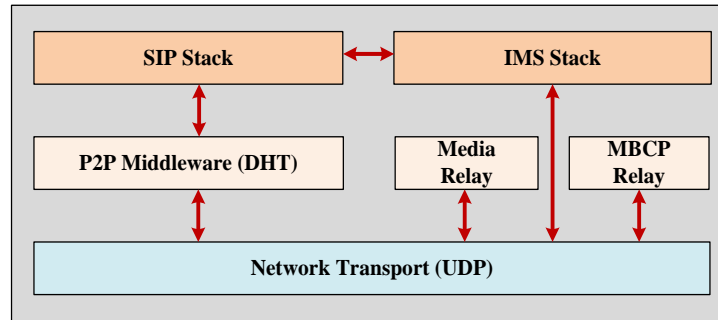 SIP Stack
IMS Stack
P2P Middleware (DHT)
Media
Relay
MBCP
Relay
Network Transport (UDP)